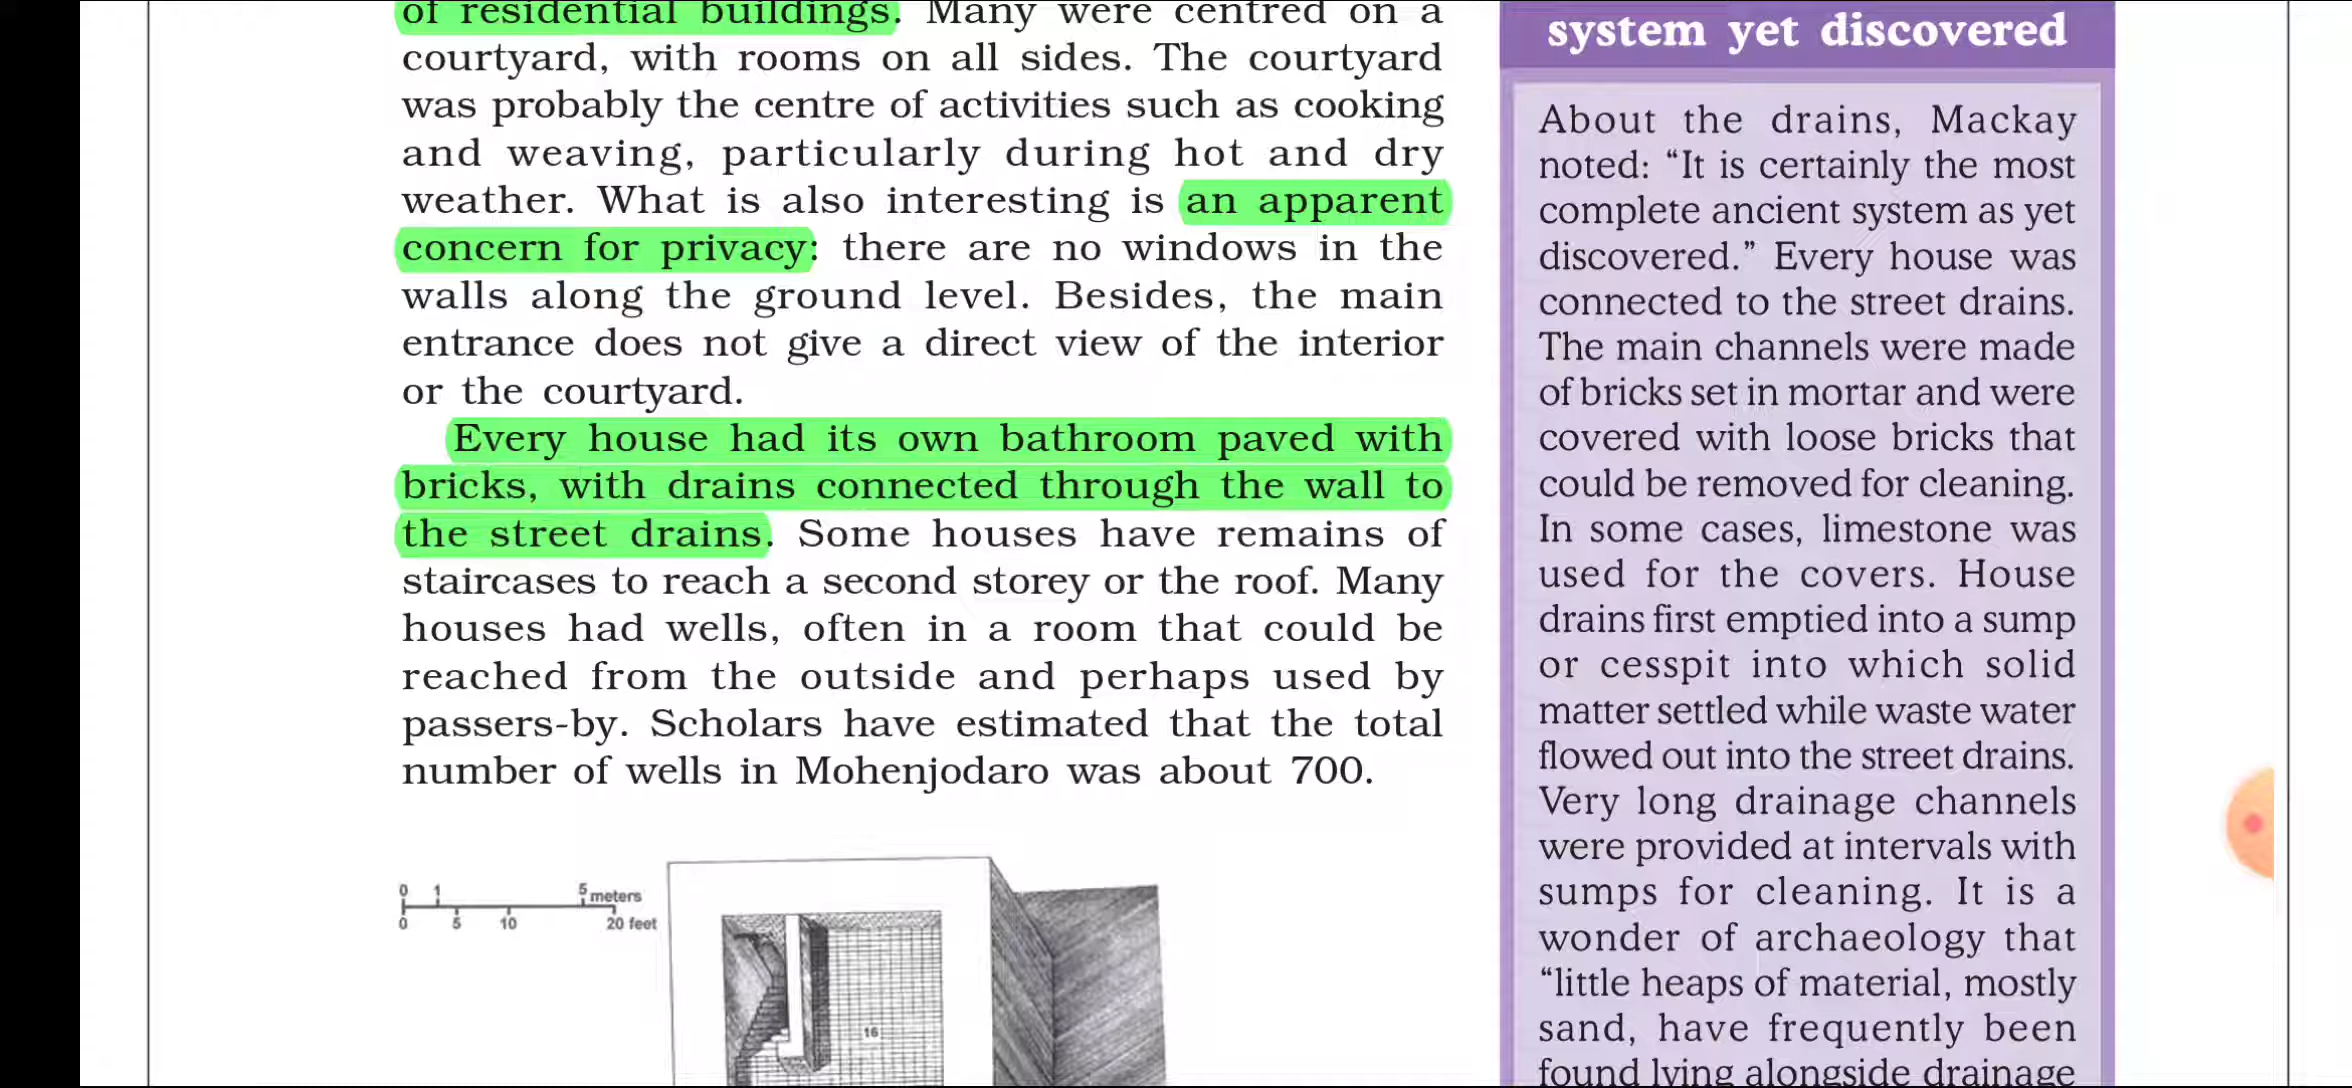 of residential buildings. Many were centred on a
courtyard, with rooms on all sides. The courtyard
was probably the centre of activities such as cooking
and weaving, particularly during hot and dry
weather. What is also interesting is an apparent
concern for privacy: there are no windows in the
walls along the ground level. Besides, the main
entrance does not give a direct view of the interior
or the courtyard.
Every house had its own bathroom paved with
bricks, with drains connected through the wall to
the street drains. Some houses have remains of
staircases to reach a second storey or the roof. Many
houses had wells, often in a room that could be
reached from the outside and perhaps used by
passers-by. Scholars have estimated that the total
number of wells in Mohenjodaro was about 700.
0 1 5 meters
0 5 10 20 feet
16
system yet discovered
About the drains, Mackay
noted: “It is certainly the most
complete ancient system as yet
discovered.” Every house was
connected to the street drains.
The main channels were made
of bricks set in mortar and were
covered with loose bricks that
could be removed for cleaning.
In some cases, limestone was
used for the covers. House
drains first emptied into a sump
or cesspit into which solid
matter settled while waste water
flowed out into the street drains.
Very long drainage channels
were provided at intervals with
sumps for cleaning. It is a
wonder of archaeology that
“little heaps of material, mostly
sand, have frequently been
found lying alongside drainage